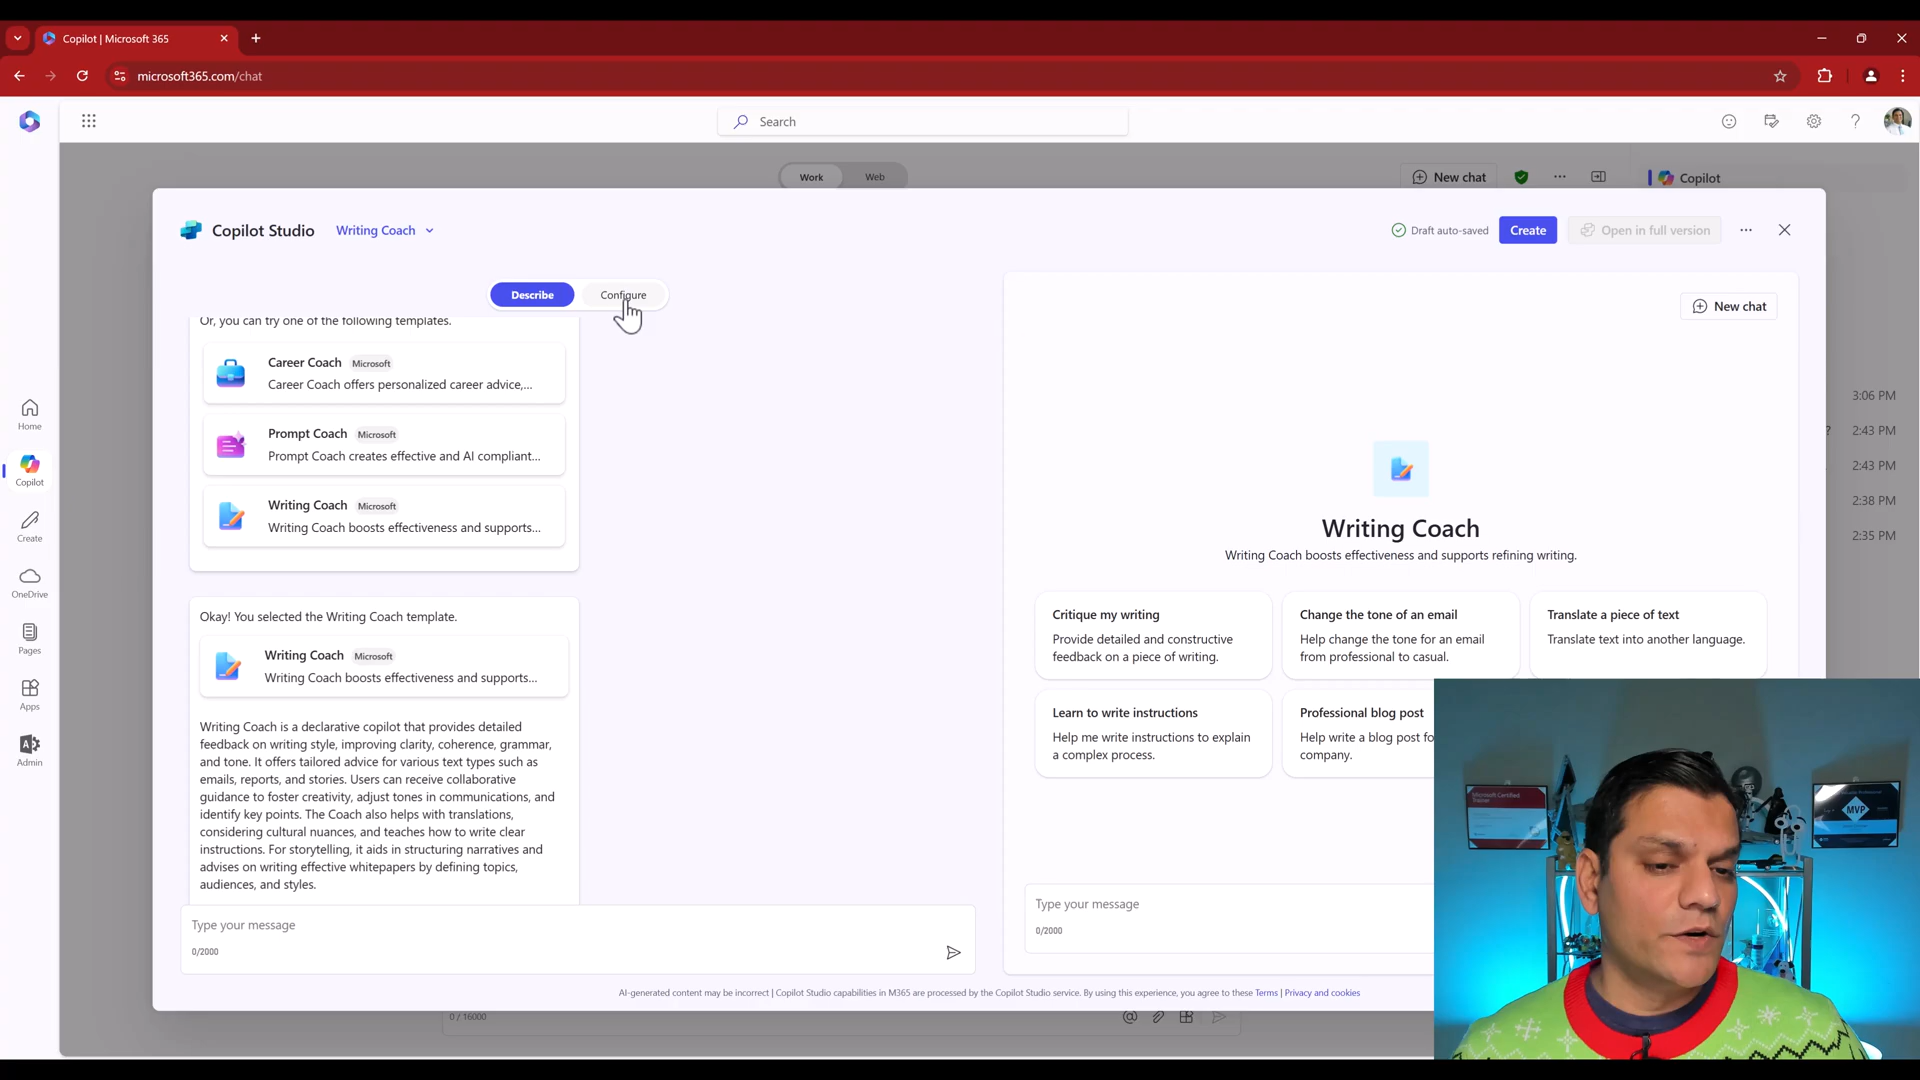 Copilot | Microsoft 365
microsoft365.com/chat
Search
Work
Web
New chat
Copilot
Copilot Studio
Writing Coach
Draft auto-saved
Create
Open in full version
Describe
Configure
New chat
Or, you can try one of the following templates.
Career Coach Microsoft
Career Coach offers personalized career advice,...
Prompt Coach Microsoft
Prompt Coach creates effective and AI compliant...
Writing Coach Microsoft
Writing Coach boosts effectiveness and supports...
Okay! You selected the Writing Coach template.
Writing Coach Microsoft
Writing Coach boosts effectiveness and supports...
Writing Coach is a declarative copilot that provides detailed
feedback on writing style, improving clarity, coherence, grammar,
and tone. It offers tailored advice for various text types such as
emails, reports, and stories. Users can receive collaborative
guidance to foster creativity, adjust tones in communications, and
identify key points. The Coach also helps with translations,
considering cultural nuances, and teaches how to write clear
instructions. For storytelling, it aids in structuring narratives and
advises on writing effective whitepapers by defining topics,
audiences, and styles.
Type your message
0/2000
Writing Coach
Writing Coach boosts effectiveness and supports refining writing.
Critique my writing
Provide detailed and constructive
feedback on a piece of writing.
Change the tone of an email
Help change the tone for an email
from professional to casual.
Translate a piece of text
Translate text into another language.
Learn to write instructions
Help me write instructions to explain
a complex process.
Professional blog post
Help write a blog post fo
company.
Type your message
0/2000
AI-generated content may be incorrect | Copilot Studio capabilities in M365 are processed by the Copilot Studio service. By using this experience, you agree to these Terms | Privacy and cookies
0 / 16000
Home
Copilot
Create
OneDrive
Pages
Apps
Admin
3:06 PM
? 2:43 PM
2:43 PM
2:38 PM
2:35 PM
Microsoft Certified
Trainer
MVP